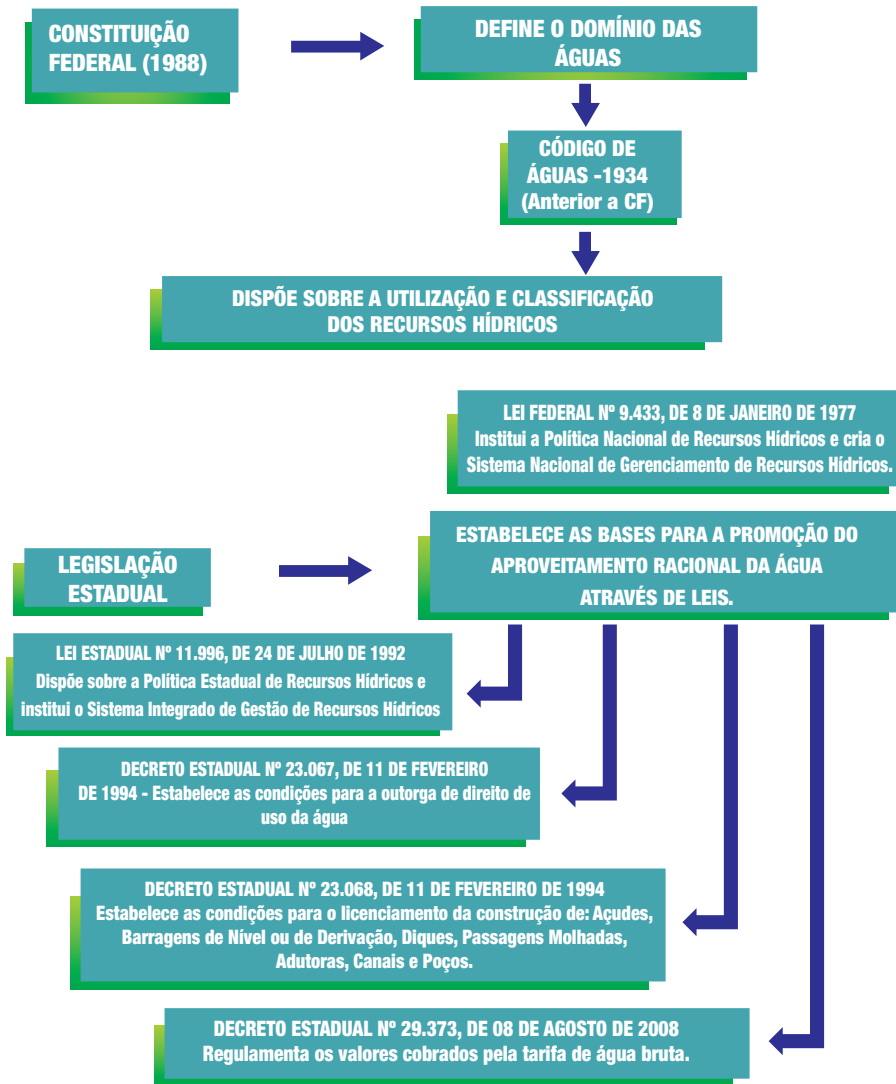 CONSTITUIÇÃO
FEDERAL (1988)
DEFINE O DOMÍNIO DAS
ÁGUAS
CÓDIGO DE
ÁGUAS -1934
(Anterior a CF)
DISPÕE SOBRE A UTILIZAÇÃO E CLASSIFICAÇÃO
DOS RECURSOS HÍDRICOS
LEI FEDERAL Nº 9.433, DE 8 DE JANEIRO DE 1977
Institui a Política Nacional de Recursos Hídricos e cria o
Sistema Nacional de Gerenciamento de Recursos Hídricos.
LEGISLAÇÃO
ESTADUAL
ESTABELECE AS BASES PARA A PROMOÇÃO DO
APROVEITAMENTO RACIONAL DA ÁGUA
ATRAVÉS DE LEIS.
LEI ESTADUAL Nº 11.996, DE 24 DE JULHO DE 1992
Dispõe sobre a Política Estadual de Recursos Hídricos e
institui o Sistema Integrado de Gestão de Recursos Hídricos
DECRETO ESTADUAL Nº 23.067, DE 11 DE FEVEREIRO
DE 1994 - Estabelece as condições para a outorga de direito de
uso da água
DECRETO ESTADUAL Nº 23.068, DE 11 DE FEVEREIRO DE 1994
Estabelece as condições para o licenciamento da construção de: Açudes,
Barragens de Nível ou de Derivação, Diques, Passagens Molhadas,
Adutoras, Canais e Poços.
DECRETO ESTADUAL Nº 29.373, DE 08 DE AGOSTO DE 2008
Regulamenta os valores cobrados pela tarifa de água bruta.